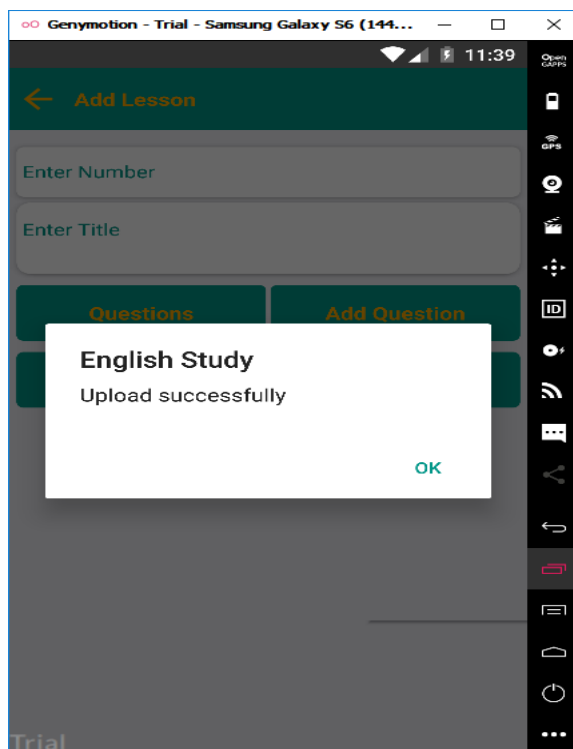 Genymotion - Trial - Samsung Galaxy S6 (144...
11:39
Open GAPPS
Add Lesson
GPS
Enter Number
Enter Title
Questions
Add Question
ID
English Study
Upload successfully
OK
Trial